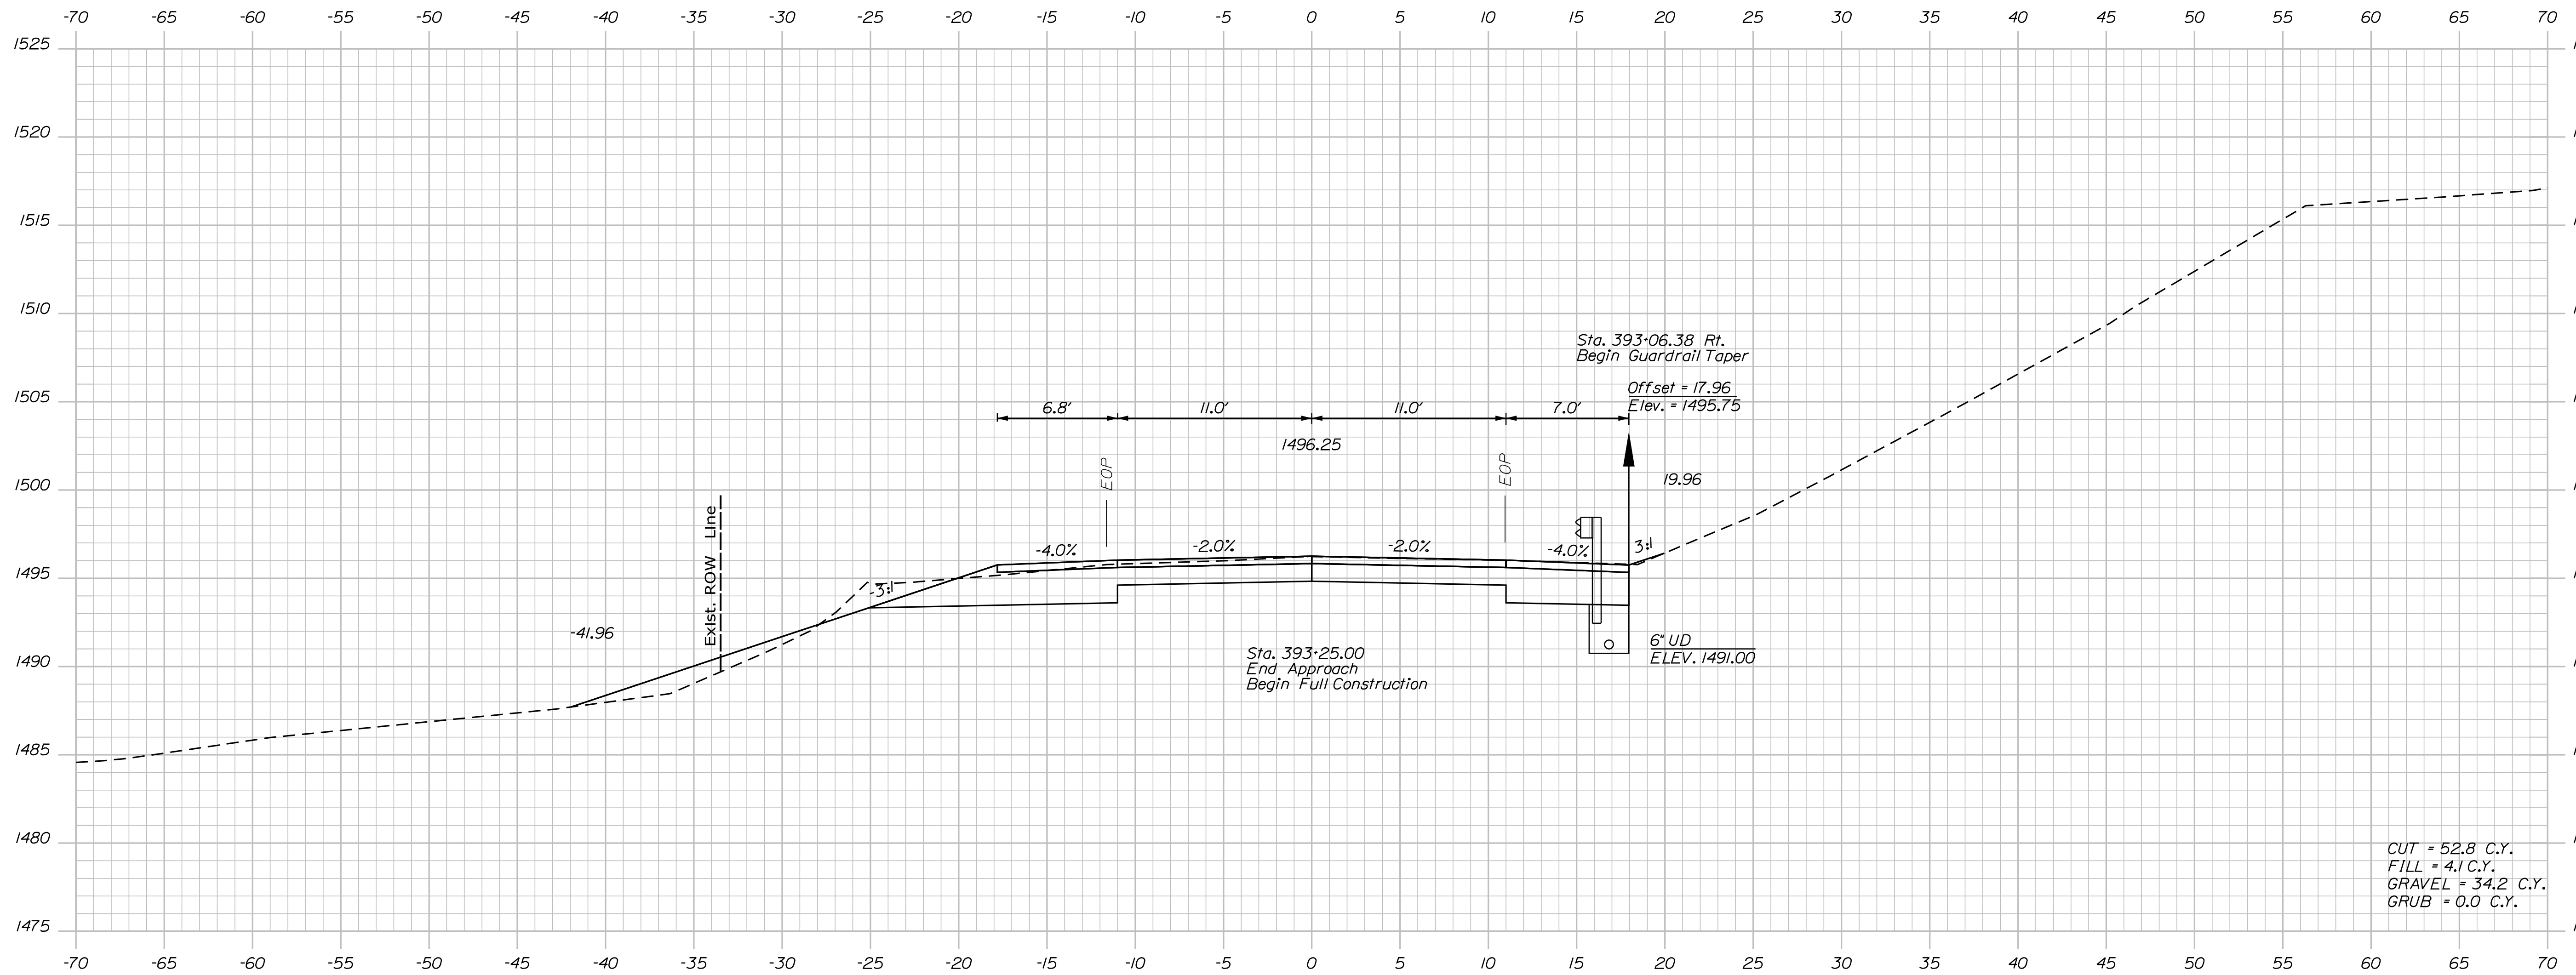 -70 -65 -60 -55 -50 -45 -40 -35 -30 -25 -20 -15 -10 -5 0 5 10 15 20 25 30 35 40 45 50 55 60 65 70
1525
1520
1515
1510
Sta. 393+06.38 Rt.
Begin Guardrail Taper
Offset = 17.96
1505
6.8' 11.0' 11.0' 7.0' Elev. = 1495.75
1496.25
EOP EOP
19.96
1500
Exist. ROW Line
-4.0% -2.0% -2.0% -4.0% 3:1
1495
-3:1
-41.96
6" UD
Sta. 393+25.00 ELEV. 1491.00
1490
End Approach
Begin Full Construction
1485
1480
CUT = 52.8 C.Y.
FILL = 4.1 C.Y.
GRAVEL = 34.2 C.Y.
GRUB = 0.0 C.Y.
1475
-70 -65 -60 -55 -50 -45 -40 -35 -30 -25 -20 -15 -10 -5 0 5 10 15 20 25 30 35 40 45 50 55 60 65 70